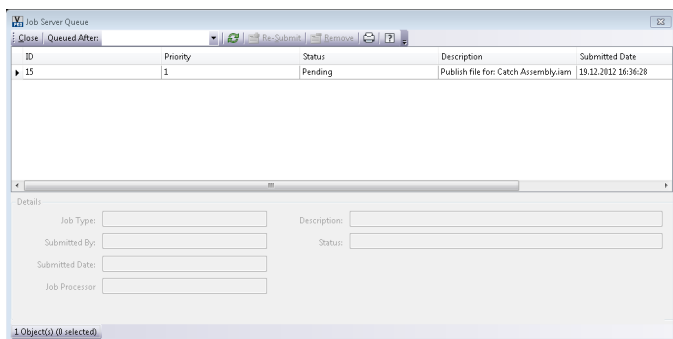 Job Server Queue
Close Queued After: Re-Submit Remove
ID Priority Status Description Submitted Date
15 1 Pending Publish file for: Catch Assembly.iam 19.12.2012 16:36:28
Details
Job Type: Description:
Submitted By: Status:
Submitted Date:
Job Processor
1 Object(s) (0 selected)